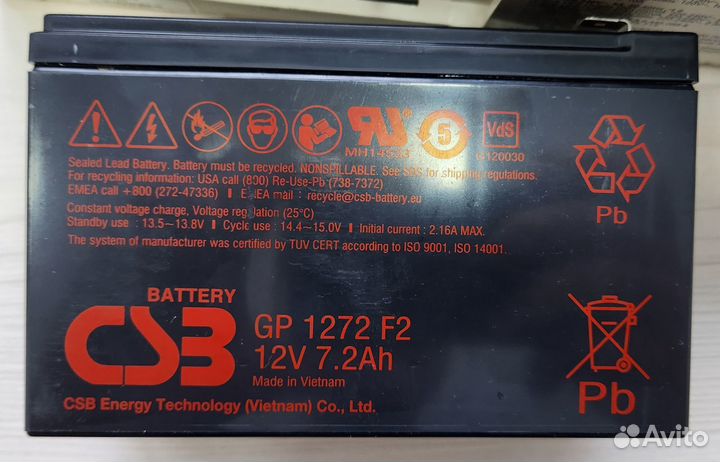 5
VdS
MH14533
G120030
Sealed Lead Battery. Battery must be recycled. NONSPILLABLE. See SDS for shipping regulations.
For recycling information: USA call (800) Re-Use-Pb (738-7372)
EMEA call +800 (272-47336) EMEA mail : recycle@csb-battery.eu
Constant voltage charge, Voltage regulation (25°C)
Standby use : 13.5~13.8V Cycle use : 14.4~15.0V Initial current : 2.16A MAX.
The system of manufacturer was certified by TUV CERT according to ISO 9001, ISO 14001.
Pb
BATTERY
CSB
GP 1272 F2
12V 7.2Ah
Made in Vietnam
CSB Energy Technology (Vietnam) Co., Ltd.
Pb
Avito